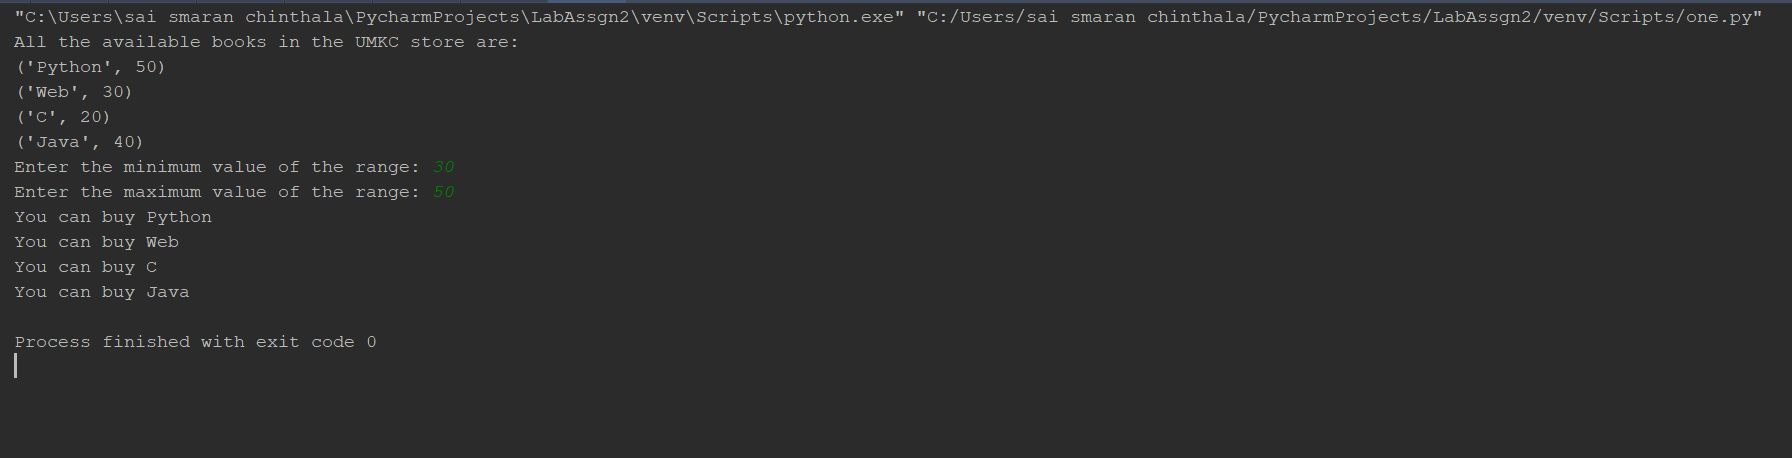 "C:\Users\sai smaran chinthala\PycharmProjects\LabAssgn2\venv\Scripts\python.exe" "C:/Users/sai smaran chinthala/PycharmProjects/LabAssgn2/venv/Scripts/one.py"
All the available books in the UMKC store are:
('Python', 50)
('Web', 30)
('C', 20)
('Java', 40)
Enter the minimum value of the range: 30
Enter the maximum value of the range: 50
You can buy Python
You can buy Web
You can buy C
You can buy Java
Process finished with exit code 0